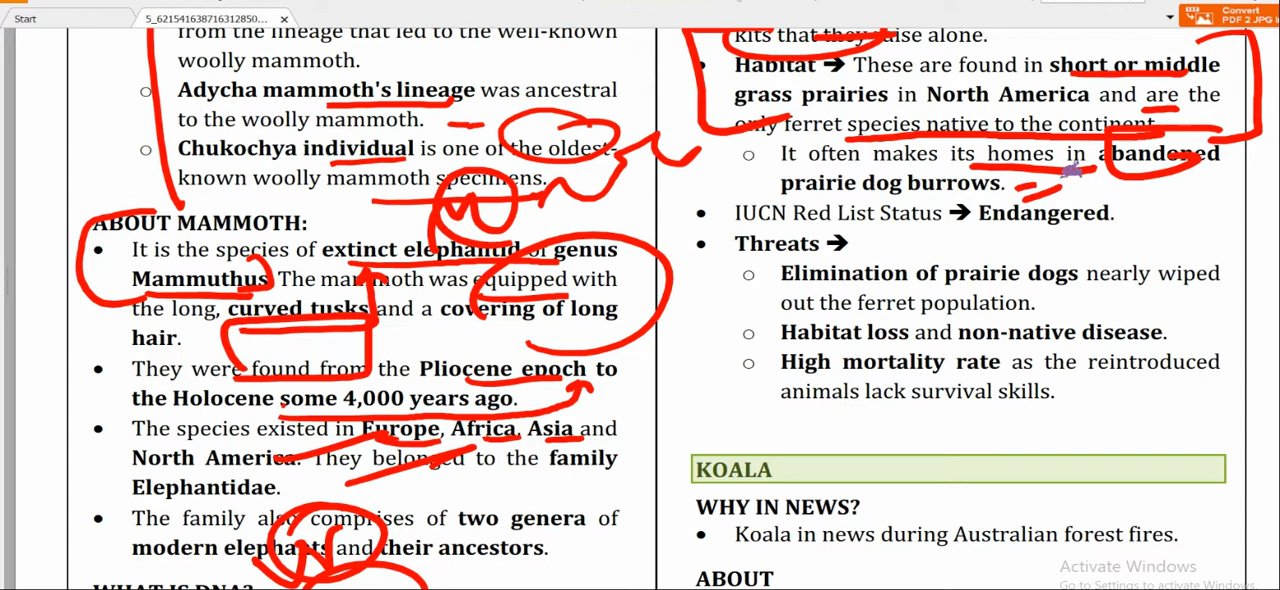 Start
5_6215416387163128504...
Convert
PDF 2 JPG
from the lineage that led to the well-known
woolly mammoth.
o Adycha mammoth's lineage was ancestral
to the woolly mammoth.
o Chukochya individual is one of the oldest-
known woolly mammoth specimens.
ABOUT MAMMOTH:
• It is the species of extinct elephantid of genus
Mammuthus. The mammoth was equipped with
the long, curved tusks and a covering of long
hair.
• They were found from the Pliocene epoch to
the Holocene some 4,000 years ago.
• The species existed in Europe, Africa, Asia and
North America. They belonged to the family
Elephantidae.
• The family also comprises of two genera of
modern elephants and their ancestors.
WHAT IS DNA?
kits that they raise alone.
• Habitat ➔ These are found in short or middle
grass prairies in North America and are the
only ferret species native to the continent.
o It often makes its homes in abandoned
prairie dog burrows.
• IUCN Red List Status ➔ Endangered.
• Threats ➔
o Elimination of prairie dogs nearly wiped
out the ferret population.
o Habitat loss and non-native disease.
o High mortality rate as the reintroduced
animals lack survival skills.
KOALA
WHY IN NEWS?
• Koala in news during Australian forest fires.
ABOUT
Activate Windows
Go to Settings to activate Windows.